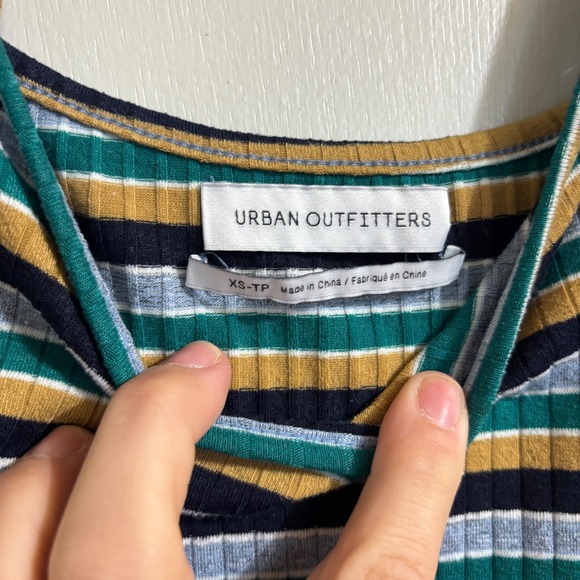 URBAN OUTFITTERS
XS-TP Made in China / Fabriqué en Chine